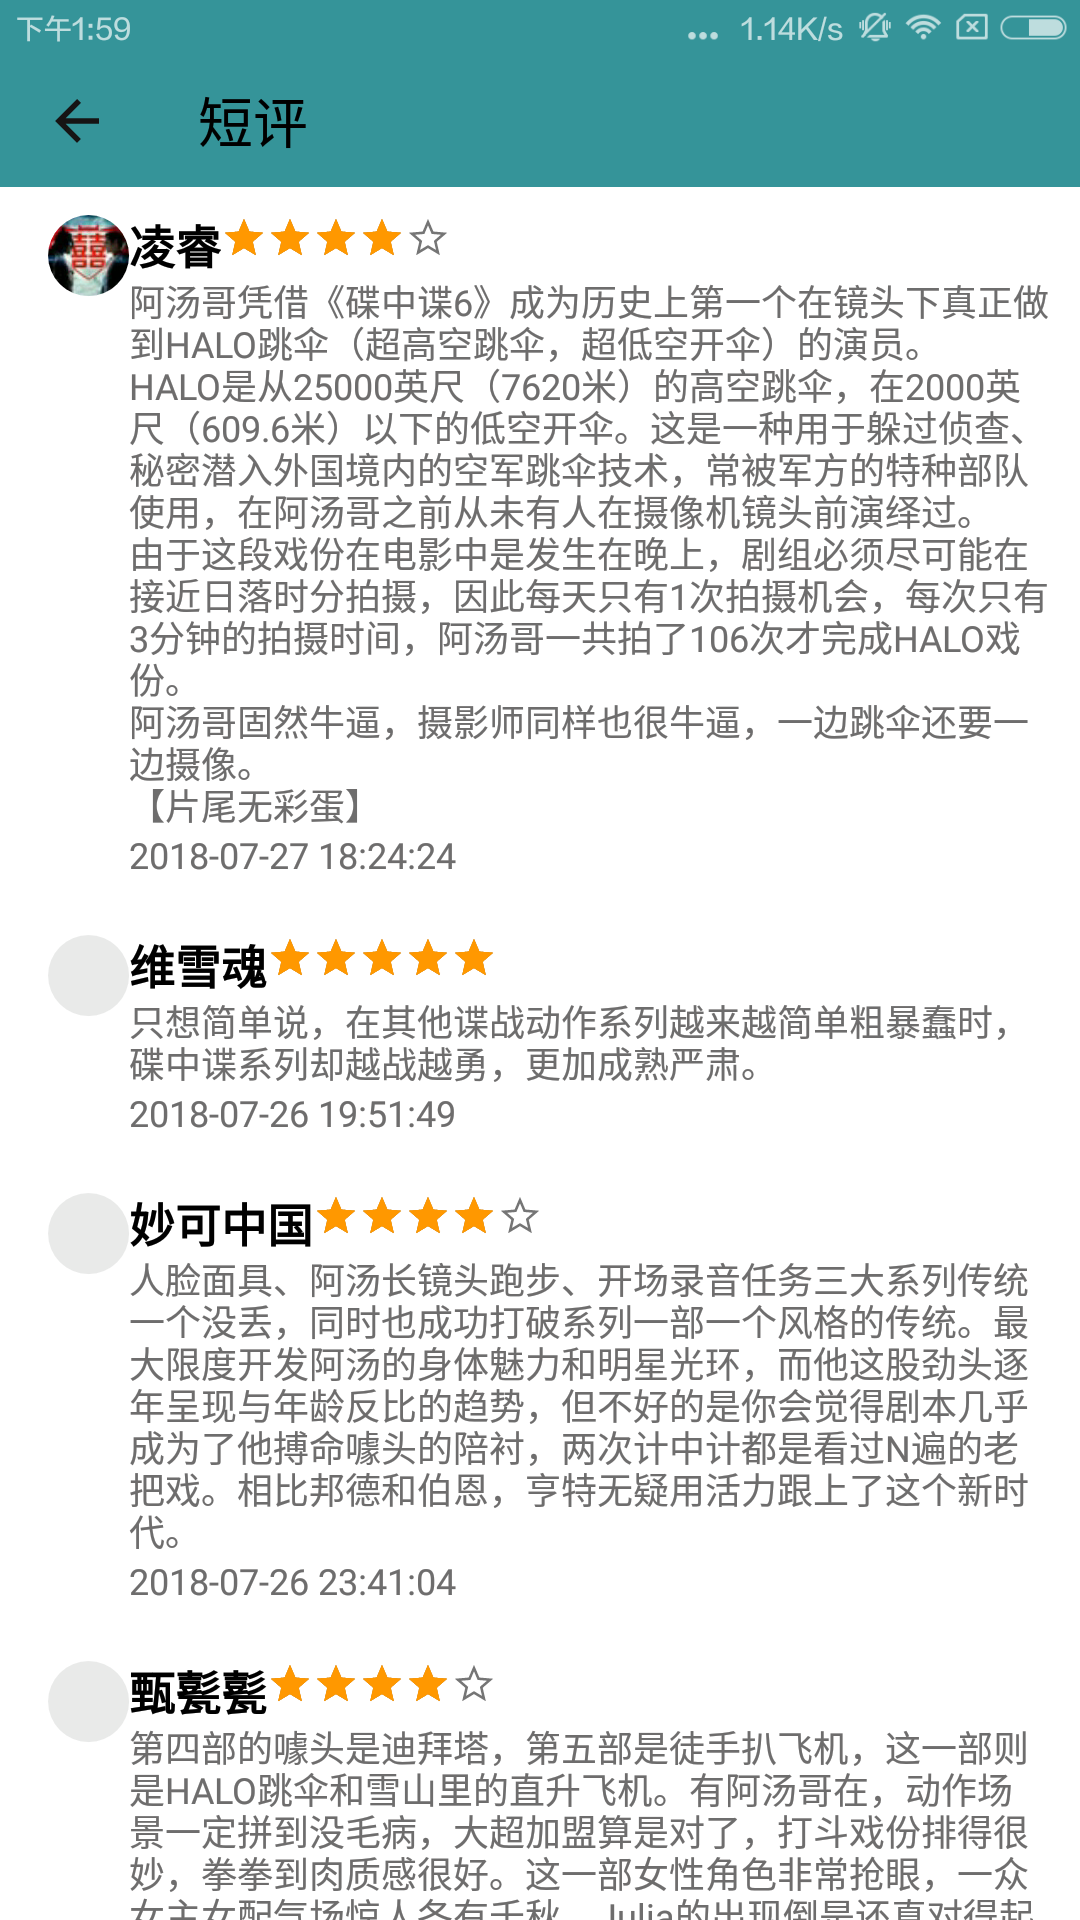 下午1:59
... 1.14K/s
短评
凌睿
阿汤哥凭借《碟中谍6》成为历史上第一个在镜头下真正做
到HALO跳伞（超高空跳伞，超低空开伞）的演员。
HALO是从25000英尺（7620米）的高空跳伞，在2000英
尺（609.6米）以下的低空开伞。这是一种用于躲过侦查、
秘密潜入外国境内的空军跳伞技术，常被军方的特种部队
使用，在阿汤哥之前从未有人在摄像机镜头前演绎过。
由于这段戏份在电影中是发生在晚上，剧组必须尽可能在
接近日落时分拍摄，因此每天只有1次拍摄机会，每次只有
3分钟的拍摄时间，阿汤哥一共拍了106次才完成HALO戏
份。
阿汤哥固然牛逼，摄影师同样也很牛逼，一边跳伞还要一
边摄像。
【片尾无彩蛋】
2018-07-27 18:24:24
维雪魂
只想简单说，在其他谍战动作系列越来越简单粗暴蠢时，
碟中谍系列却越战越勇，更加成熟严肃。
2018-07-26 19:51:49
妙可中国
人脸面具、阿汤长镜头跑步、开场录音任务三大系列传统
一个没丢，同时也成功打破系列一部一个风格的传统。最
大限度开发阿汤的身体魅力和明星光环，而他这股劲头逐
年呈现与年龄反比的趋势，但不好的是你会觉得剧本几乎
成为了他搏命噱头的陪衬，两次计中计都是看过N遍的老
把戏。相比邦德和伯恩，亨特无疑用活力跟上了这个新时
代。
2018-07-26 23:41:04
甄甏甏
第四部的噱头是迪拜塔，第五部是徒手扒飞机，这一部则
是HALO跳伞和雪山里的直升飞机。有阿汤哥在，动作场
景一定拼到没毛病，大超加盟算是对了，打斗戏份排得很
妙，拳拳到肉质感很好。这一部女性角色非常抢眼，一众
女主女配气场惊人各有千秋，Julia的出现倒是还真对得起